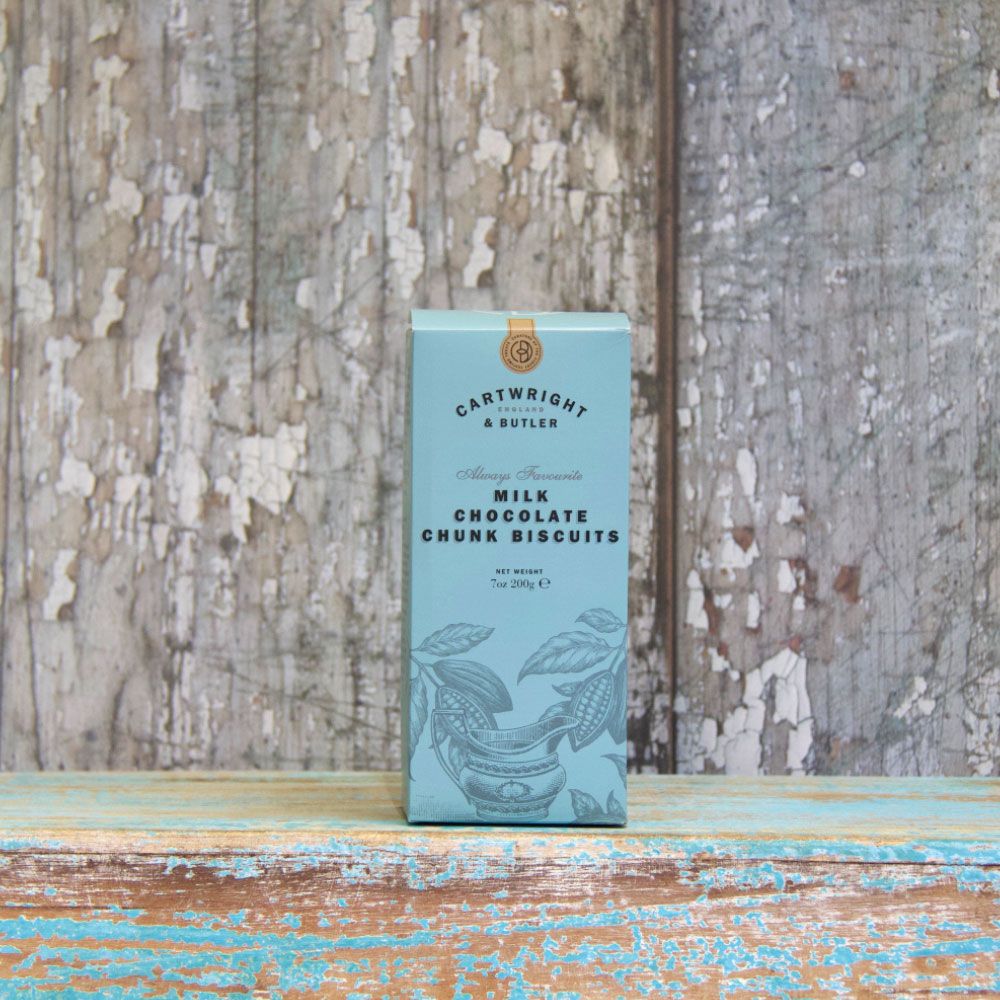 CARTWRIGHT
ENGLAND
& BUTLER
Always Favourite
MILK
CHOCOLATE
CHUNK BISCUITS
NET WEIGHT
7oz 200g ℮